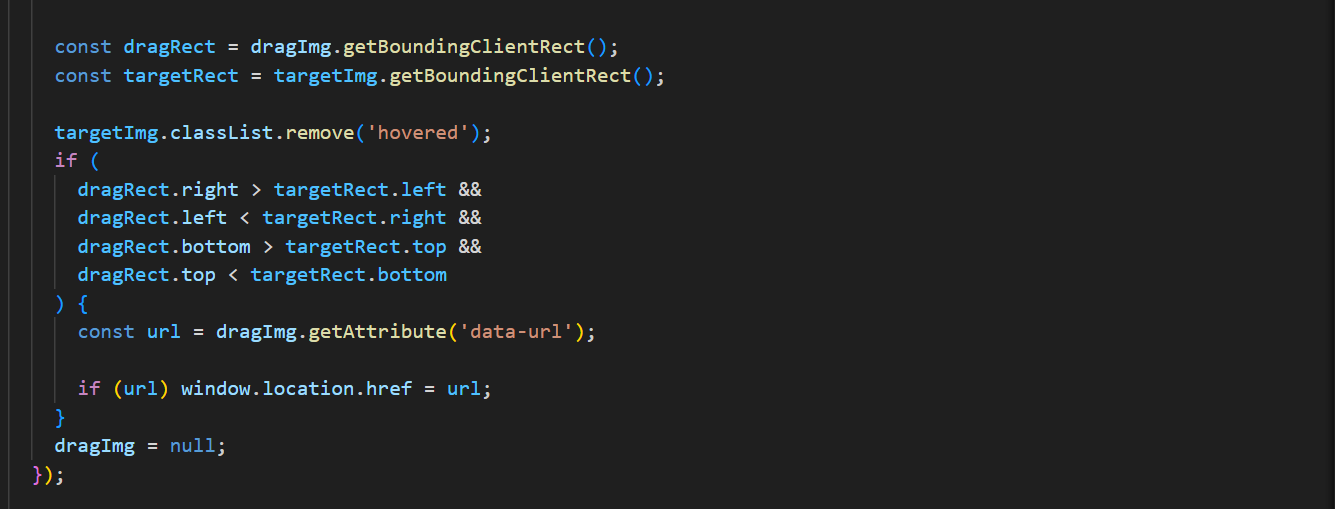 const dragRect = dragImg.getBoundingClientRect();
const targetRect = targetImg.getBoundingClientRect();
targetImg.classList.remove('hovered');
if (
dragRect.right > targetRect.left &&
dragRect.left < targetRect.right &&
dragRect.bottom > targetRect.top &&
dragRect.top < targetRect.bottom
) {
const url = dragImg.getAttribute('data-url');
if (url) window.location.href = url;
}
dragImg = null;
});